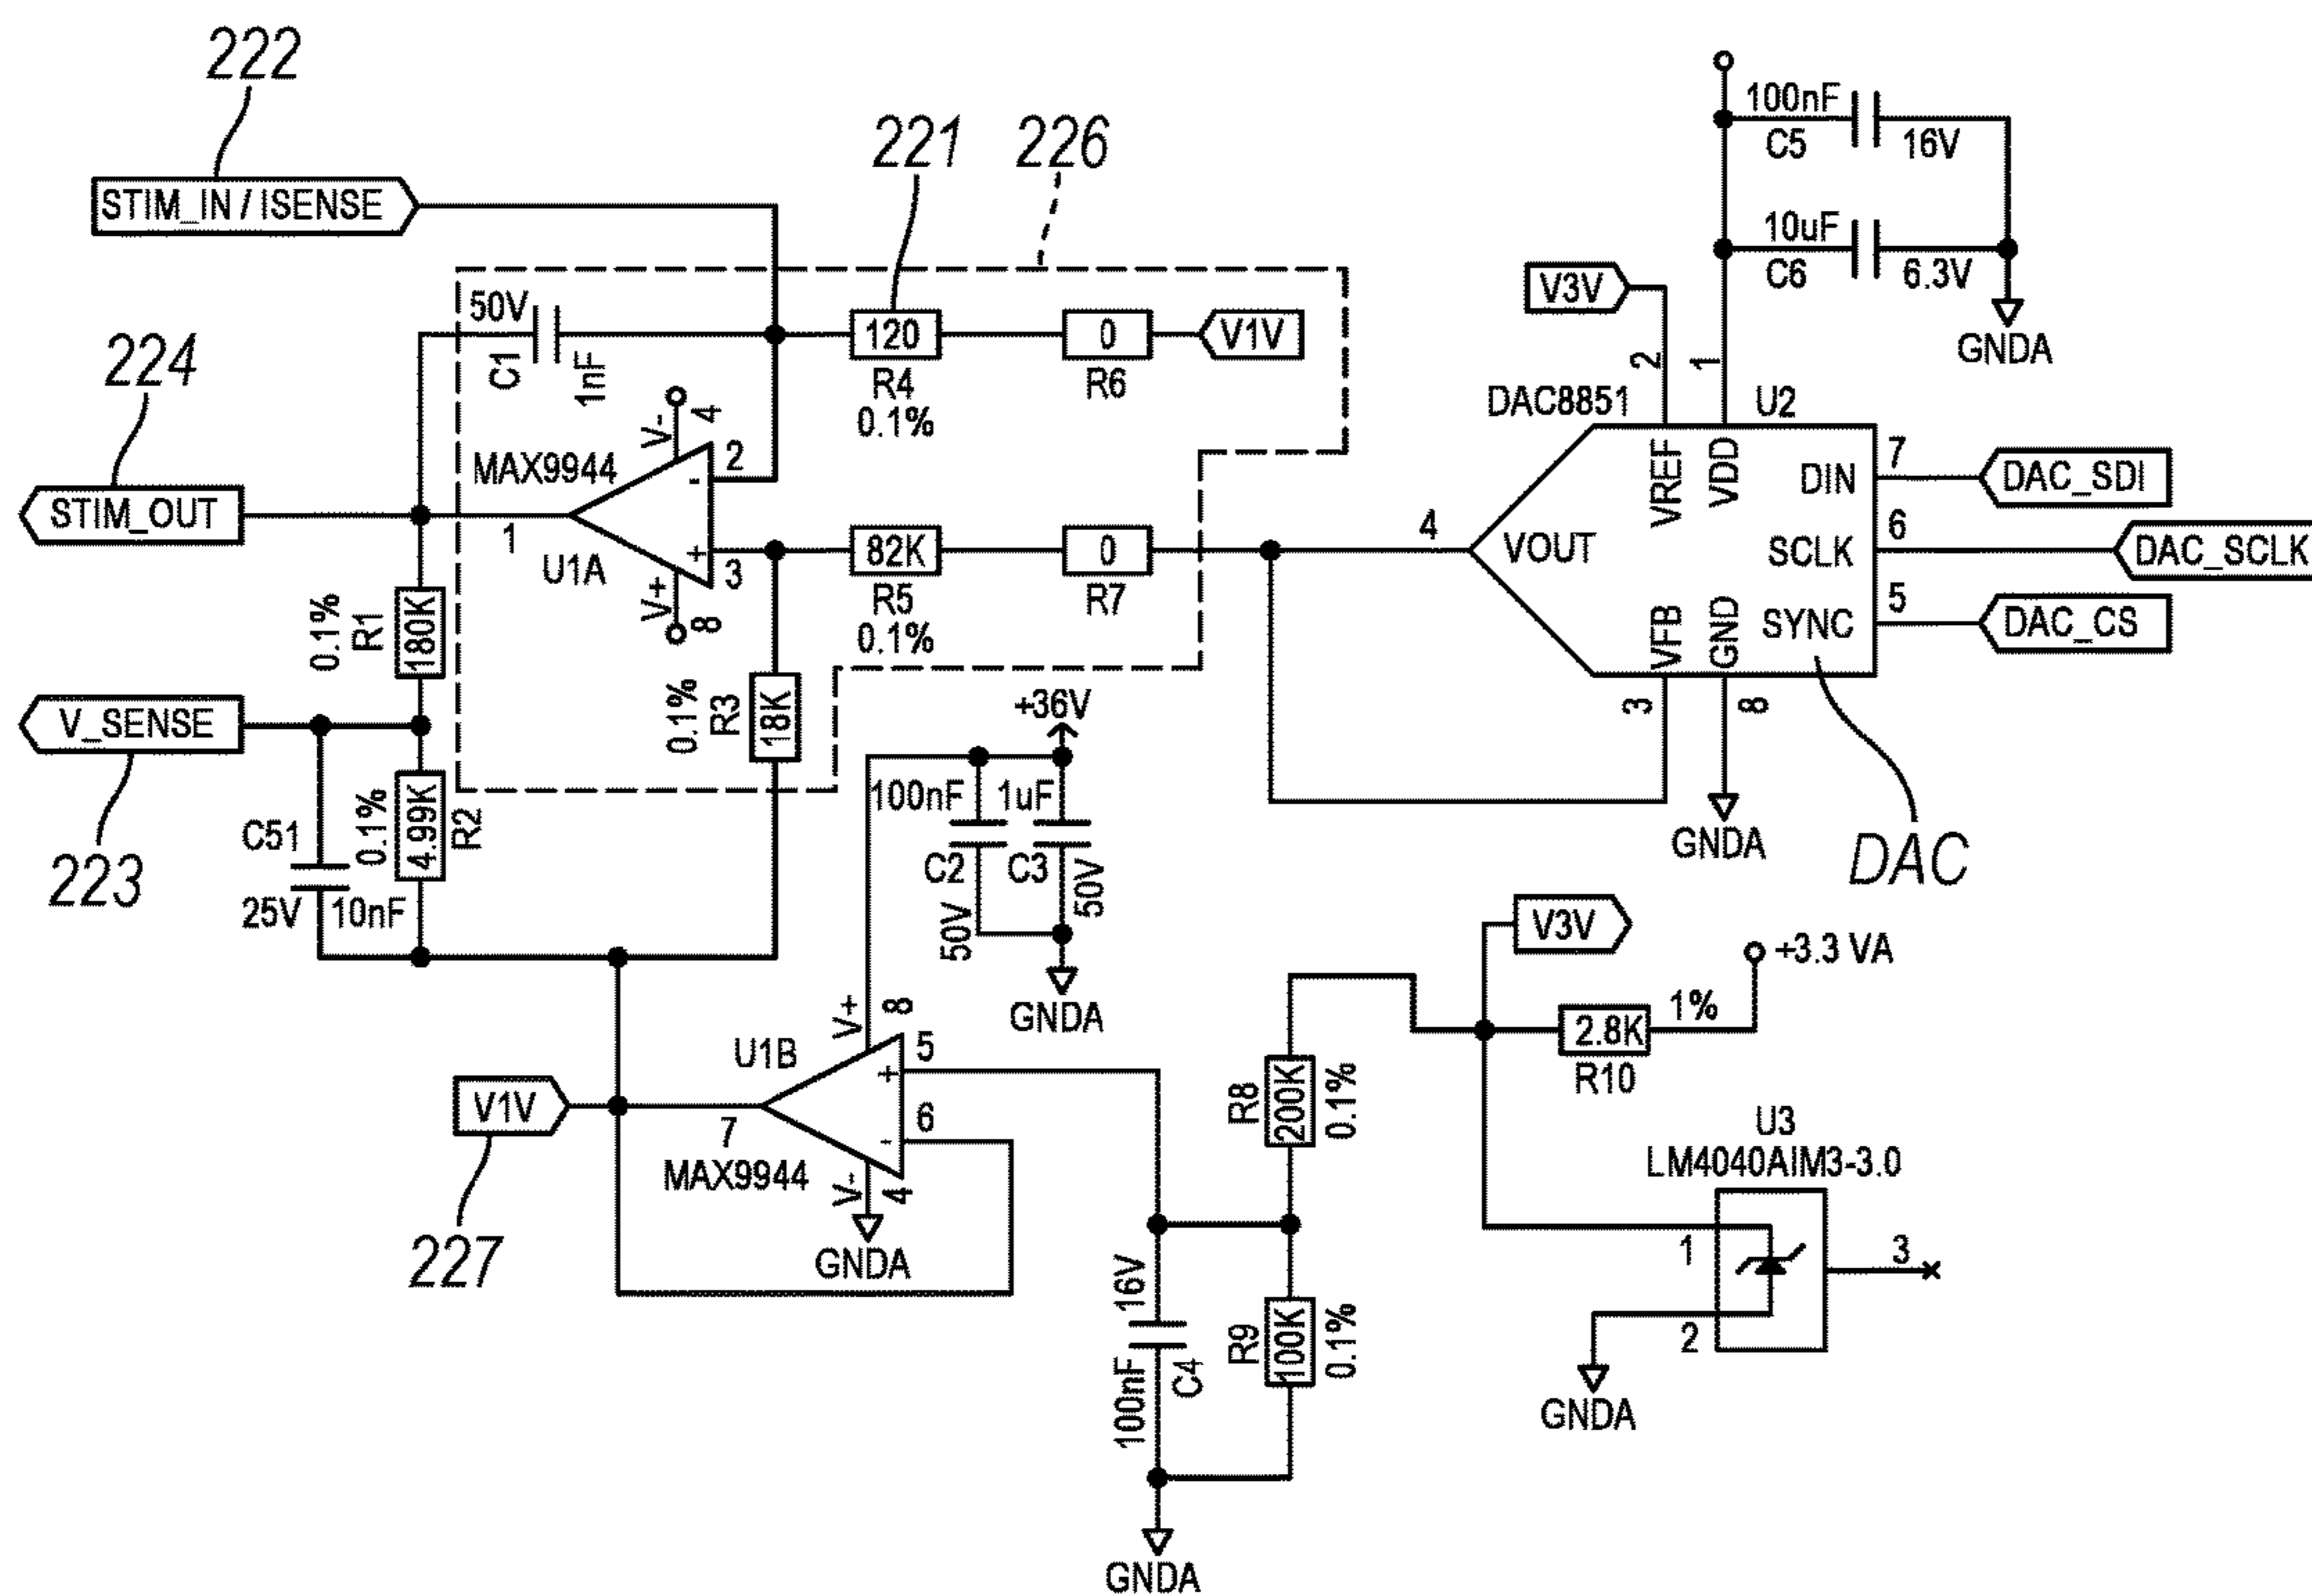 222
STIM_IN / ISENSE
221
226
100nF
C5
16V
10uF
C6
6.3V
GNDA
V3V
50V
C1
1nF
120
R4
0.1%
0
R6
V1V
224
STIM_OUT
MAX9944
V-
4
2
-
1
U1A
+
3
V+
8
82K
R5
0.1%
0
R7
DAC8851
2
1
U2
VREF
VDD
DIN
7
DAC_SDI
4
VOUT
SCLK
6
DAC_SCLK
VFB
GND
SYNC
5
DAC_CS
3
8
GNDA
DAC
0.1%
R1
180K
V_SENSE
223
0.1%
R3
18K
C51
25V
10nF
0.1%
4.99K
R2
+36V
100nF
1uF
C2
C3
50V
50V
GNDA
V3V
+3.3 VA
1%
2.8K
R10
U1B
V+
8
5
+
6
-
V1V
7
MAX9944
V-
4
GNDA
227
R8
200K
0.1%
U3
LM4040AIM3-3.0
1
2
3
GNDA
16V
100nF
C4
R9
100K
0.1%
GNDA